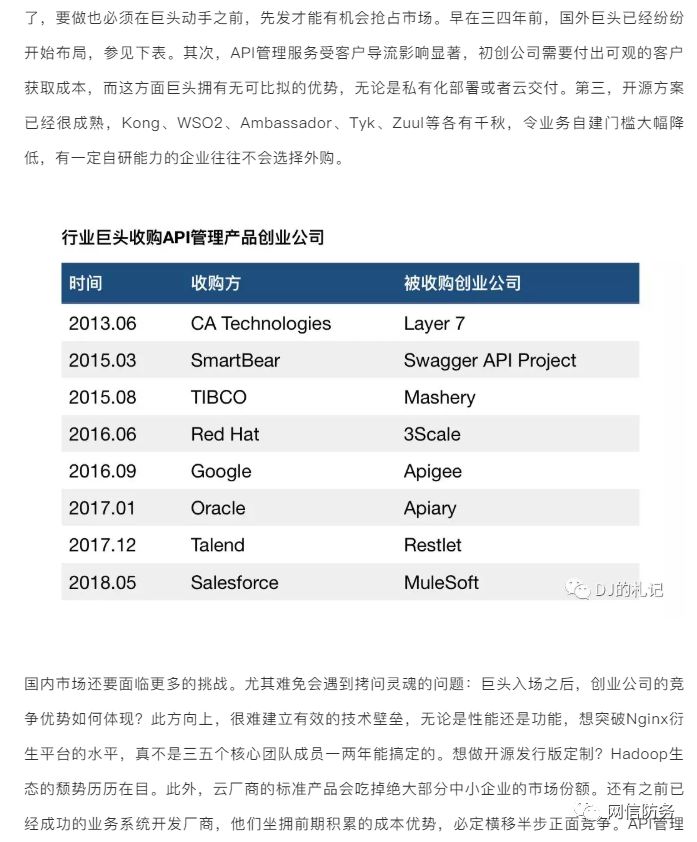 了，要做也必须在巨头动手之前，先发才能有机会抢占市场。早在三四年前，国外巨头已经纷纷
开始布局，参见下表。其次，API管理服务受客户导流影响显著，初创公司需要付出可观的客户
获取成本，而这方面巨头拥有无可比拟的优势，无论是私有化部署或者云交付。第三，开源方案
已经很成熟，Kong、WSO2、Ambassador、Tyk、Zuul等各有千秋，令业务自建门槛大幅降
低，有一定自研能力的企业往往不会选择外购。
行业巨头收购API管理产品创业公司
时间 收购方 被收购创业公司
2013.06 CA Technologies Layer 7
2015.03 SmartBear Swagger API Project
2015.08 TIBCO Mashery
2016.06 Red Hat 3Scale
2016.09 Google Apigee
2017.01 Oracle Apiary
2017.12 Talend Restlet
2018.05 Salesforce MuleSoft
DJ的札记
国内市场还要面临更多的挑战。尤其难免会遇到拷问灵魂的问题：巨头入场之后，创业公司的竞
争优势如何体现？此方向上，很难建立有效的技术壁垒，无论是性能还是功能，想突破Nginx衍
生平台的水平，真不是三五个核心团队成员一两年能搞定的。想做开源发行版定制？Hadoop生
态的颓势历历在目。此外，云厂商的标准产品会吃掉绝大部分中小企业的市场份额。还有之前已
经成功的业务系统开发厂商，他们坐拥前期积累的成本优势，必定横移半步正面竞争。API管理
网信防务